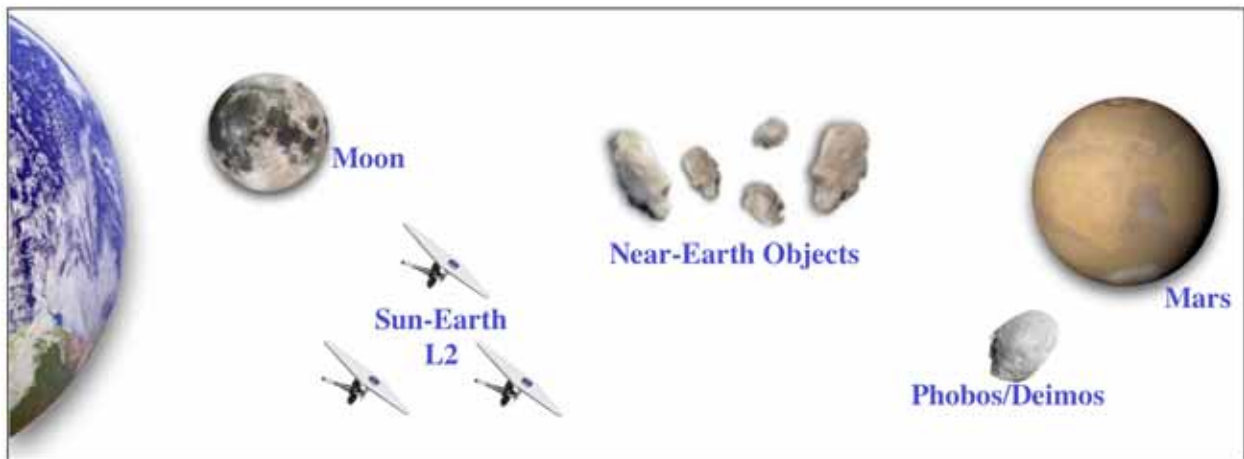 Moon
Near-Earth Objects
Sun-Earth
L2
Mars
Phobos/Deimos